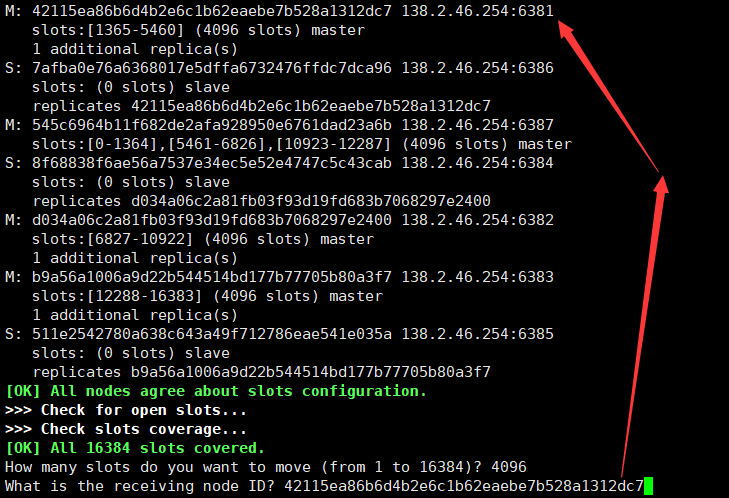 M: 42115ea86b6d4b2e6c1b62eaebe7b528a1312dc7 138.2.46.254:6381
slots:[1365-5460] (4096 slots) master
1 additional replica(s)
S: 7afba0e76a6368017e5dffa6732476ffdc7dca96 138.2.46.254:6386
slots: (0 slots) slave
replicates 42115ea86b6d4b2e6c1b62eaebe7b528a1312dc7
M: 545c6964b11f682de2afa928950e6761dad23a6b 138.2.46.254:6387
slots:[0-1364],[5461-6826],[10923-12287] (4096 slots) master
S: 8f68838f6ae56a7537e34ec5e52e4747c5c43cab 138.2.46.254:6384
slots: (0 slots) slave
replicates d034a06c2a81fb03f93d19fd683b7068297e2400
M: d034a06c2a81fb03f93d19fd683b7068297e2400 138.2.46.254:6382
slots:[6827-10922] (4096 slots) master
1 additional replica(s)
M: b9a56a1006a9d22b544514bd177b77705b80a3f7 138.2.46.254:6383
slots:[12288-16383] (4096 slots) master
1 additional replica(s)
S: 511e2542780a638c643a49f712786eae541e035a 138.2.46.254:6385
slots: (0 slots) slave
replicates b9a56a1006a9d22b544514bd177b77705b80a3f7
[OK] All nodes agree about slots configuration.
>>> Check for open slots...
>>> Check slots coverage...
[OK] All 16384 slots covered.
How many slots do you want to move (from 1 to 16384)? 4096
What is the receiving node ID? 42115ea86b6d4b2e6c1b62eaebe7b528a1312dc7